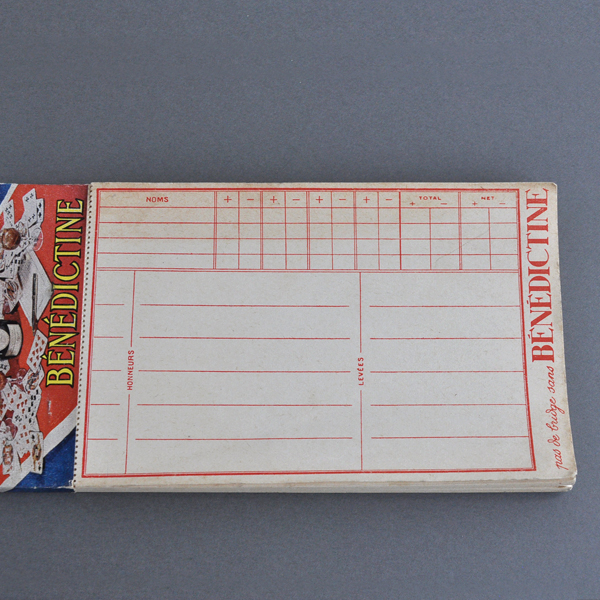 BÉNÉDICTINE
NOMS + − + − + − + − TOTAL + − NET + −
HONNEURS
LEVÉES
pas de bridge sans BÉNÉDICTINE